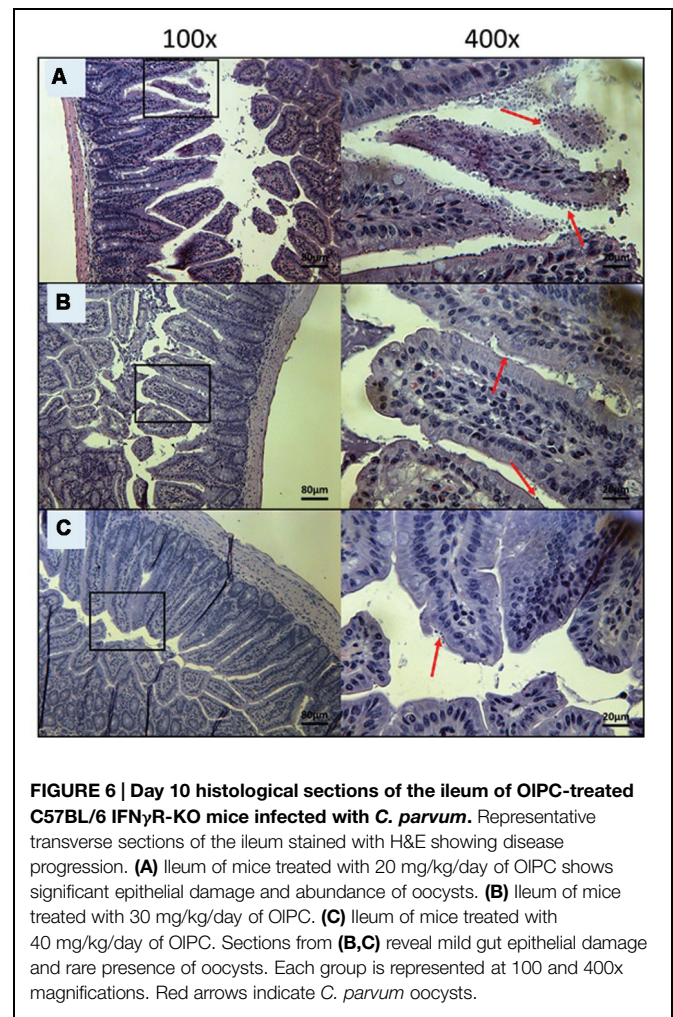 100x 400x
A
80µm 20µm
B
80µm 20µm
C
80µm 20µm
FIGURE 6 | Day 10 histological sections of the ileum of OIPC-treated
C57BL/6 IFNγR-KO mice infected with C. parvum. Representative
transverse sections of the ileum stained with H&E showing disease
progression. (A) Ileum of mice treated with 20 mg/kg/day of OIPC shows
significant epithelial damage and abundance of oocysts. (B) Ileum of mice
treated with 30 mg/kg/day of OIPC. (C) Ileum of mice treated with
40 mg/kg/day of OIPC. Sections from (B,C) reveal mild gut epithelial damage
and rare presence of oocysts. Each group is represented at 100 and 400x
magnifications. Red arrows indicate C. parvum oocysts.